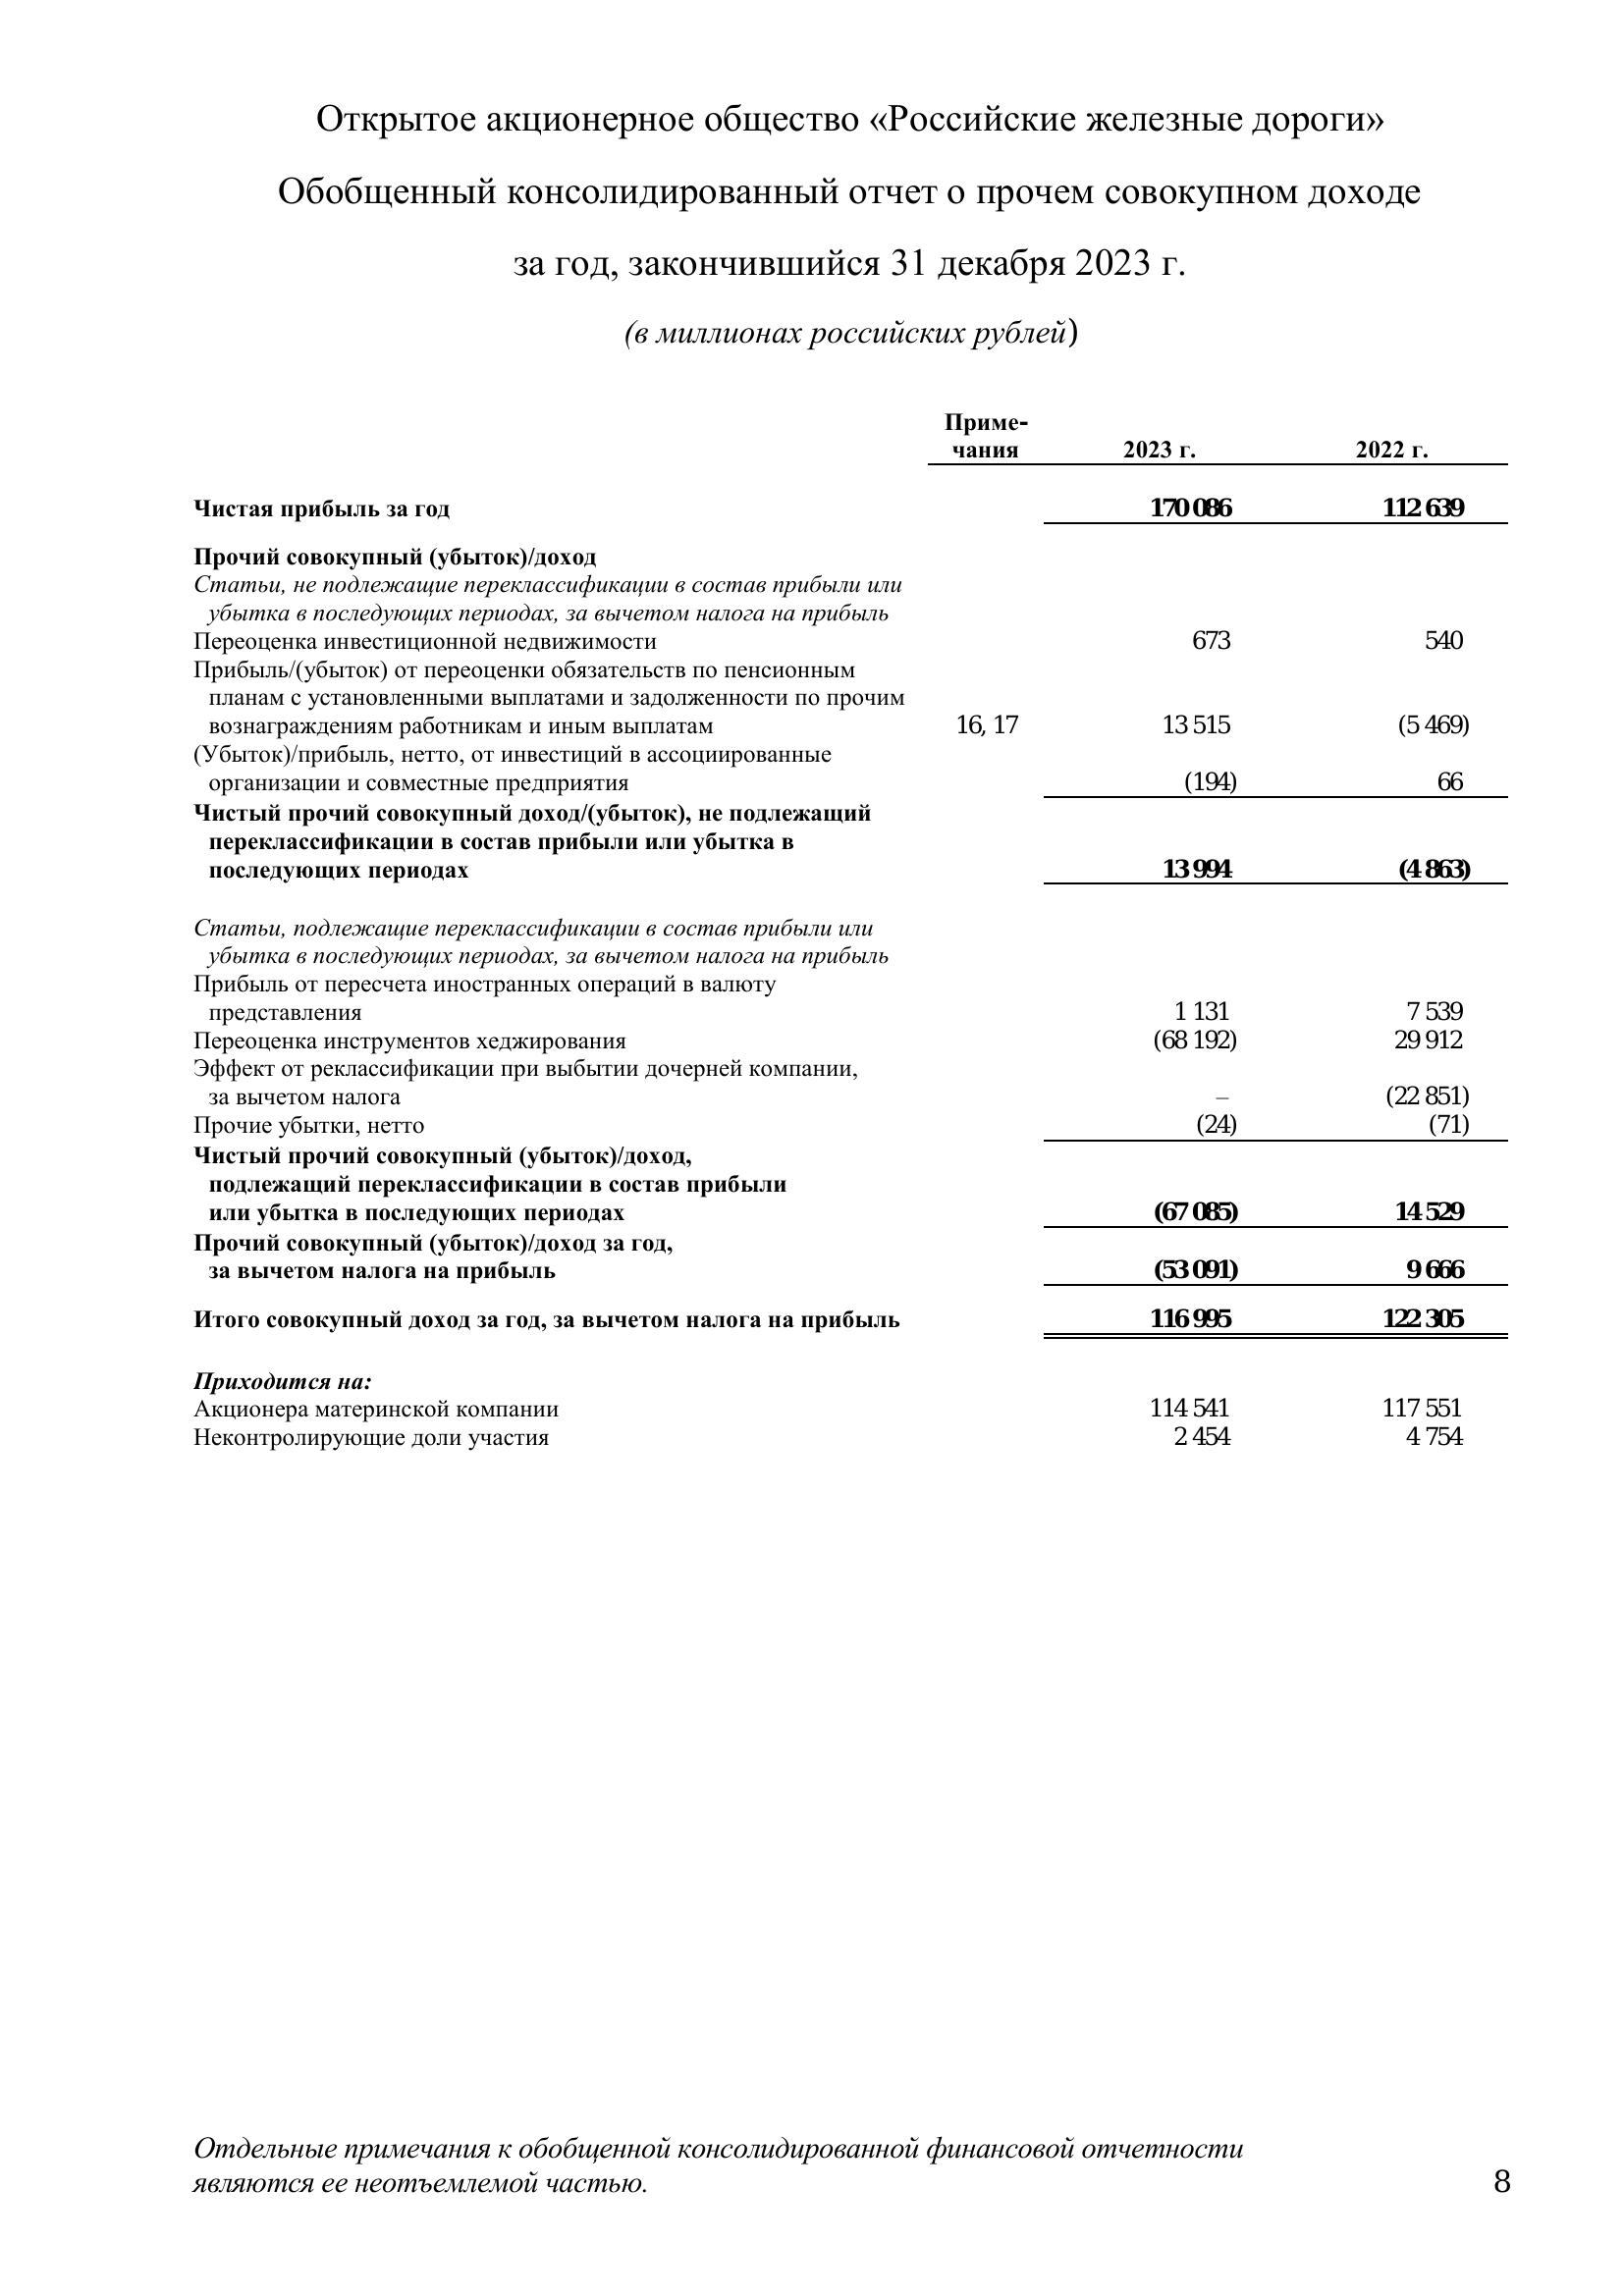 Открытое акционерное общество «Российские железные дороги»
Обобщенный консолидированный отчет о прочем совокупном доходе
за год, закончившийся 31 декабря 2023 г.
(в миллионах российских рублей)
Приме-
чания 2023 г. 2022 г.
Чистая прибыль за год 170 086 112 639
Прочий совокупный (убыток)/доход
Статьи, не подлежащие переклассификации в состав прибыли или
убытка в последующих периодах, за вычетом налога на прибыль
Переоценка инвестиционной недвижимости 673 540
Прибыль/(убыток) от переоценки обязательств по пенсионным
планам с установленными выплатами и задолженности по прочим
вознаграждениям работникам и иным выплатам 16, 17 13 515 (5 469)
(Убыток)/прибыль, нетто, от инвестиций в ассоциированные
организации и совместные предприятия (194) 66
Чистый прочий совокупный доход/(убыток), не подлежащий
переклассификации в состав прибыли или убытка в
последующих периодах 13 994 (4 863)
Статьи, подлежащие переклассификации в состав прибыли или
убытка в последующих периодах, за вычетом налога на прибыль
Прибыль от пересчета иностранных операций в валюту
представления 1 131 7 539
Переоценка инструментов хеджирования (68 192) 29 912
Эффект от реклассификации при выбытии дочерней компании,
за вычетом налога – (22 851)
Прочие убытки, нетто (24) (71)
Чистый прочий совокупный (убыток)/доход,
подлежащий переклассификации в состав прибыли
или убытка в последующих периодах (67 085) 14 529
Прочий совокупный (убыток)/доход за год,
за вычетом налога на прибыль (53 091) 9 666
Итого совокупный доход за год, за вычетом налога на прибыль 116 995 122 305
Приходится на:
Акционера материнской компании 114 541 117 551
Неконтролирующие доли участия 2 454 4 754
Отдельные примечания к обобщенной консолидированной финансовой отчетности
являются ее неотъемлемой частью. 8